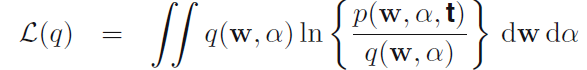 ℒ(q) = ∬ q(w, α) ln { p(w, α, t) / q(w, α) } dw dα